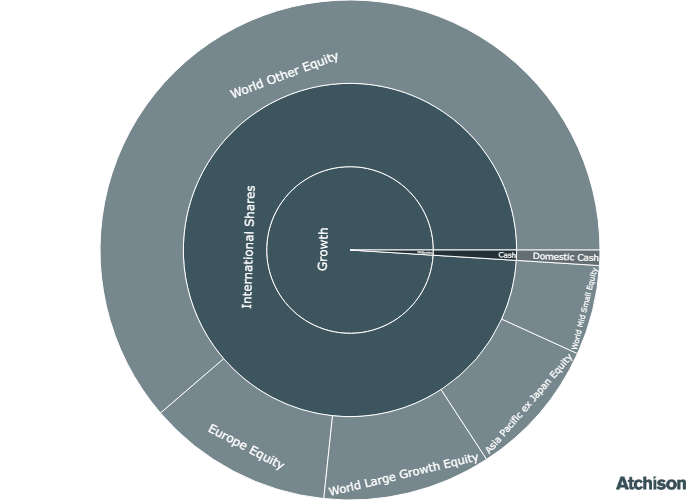 World Other Equity
International Shares
Growth
Cash
Domestic Cash
World Mid Small Equity
Asia Pacific ex Japan Equity
World Large Growth Equity
Europe Equity
Atchison